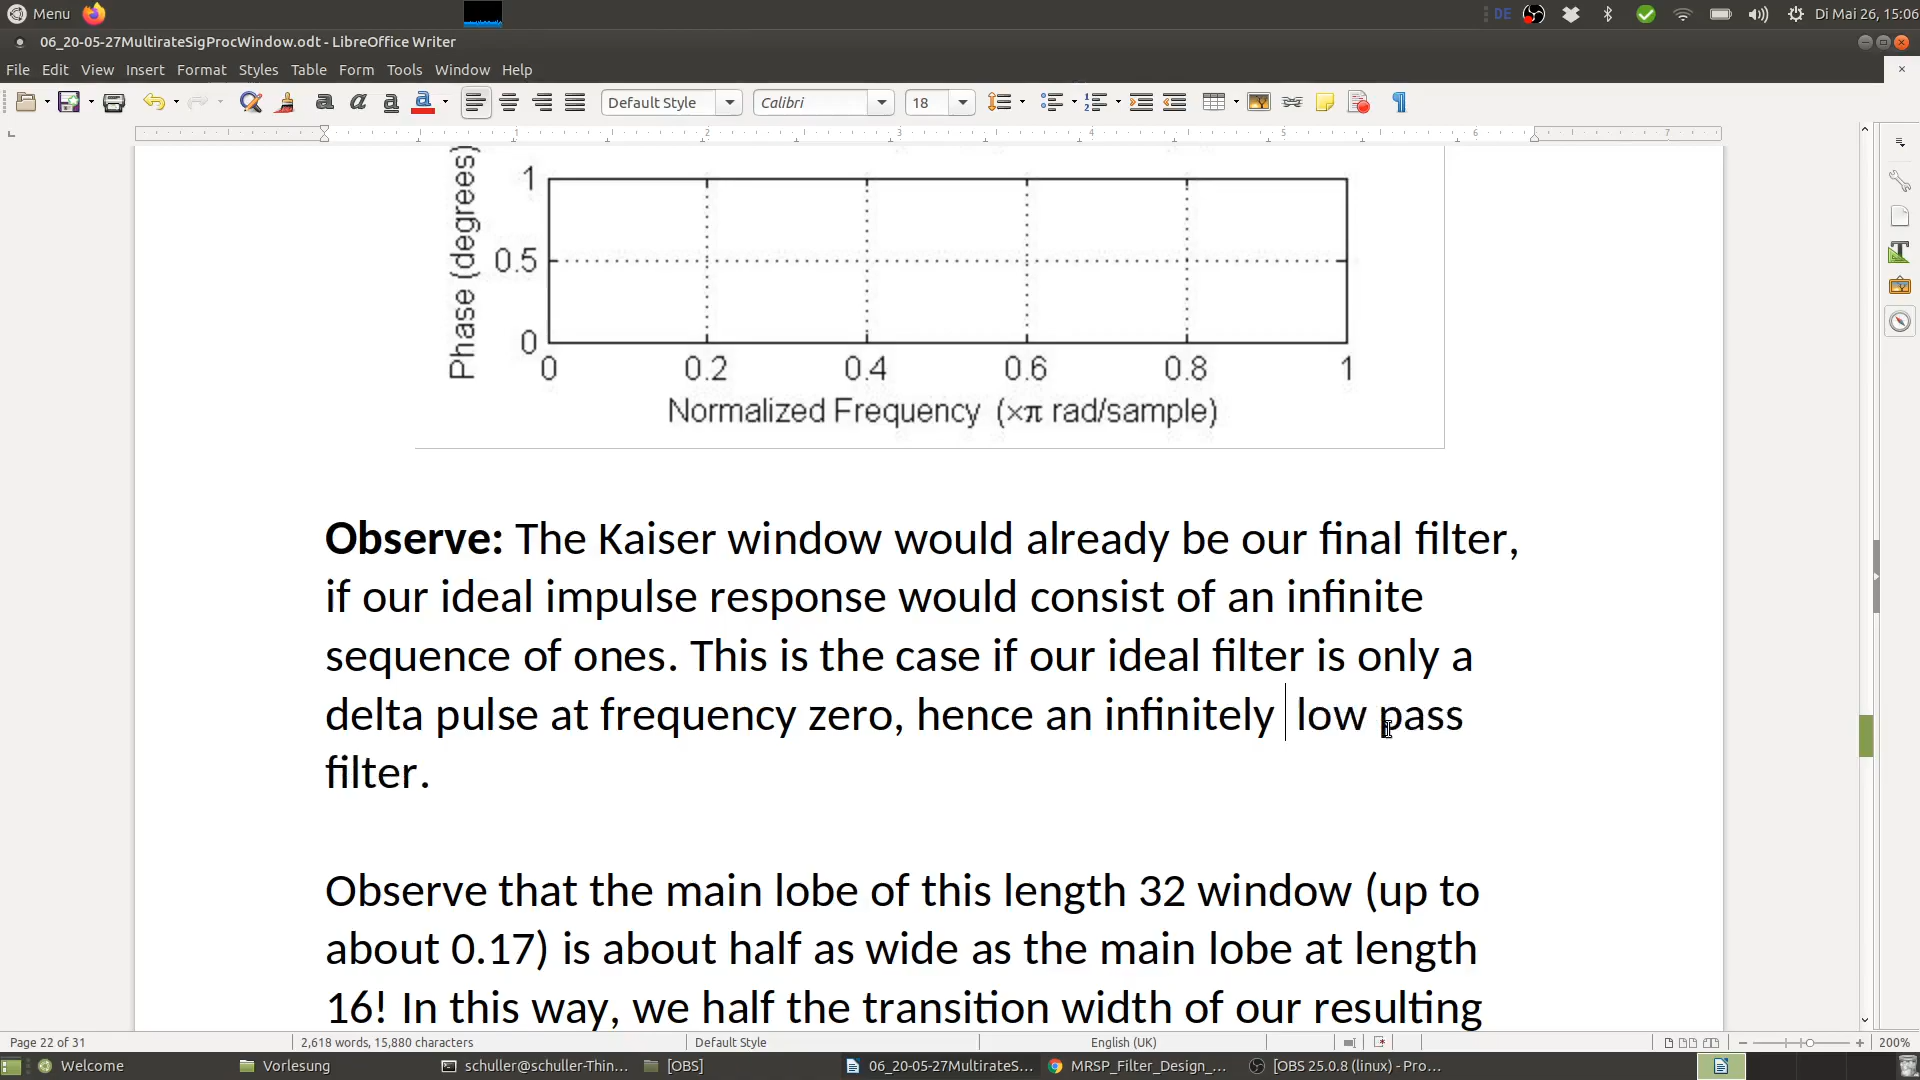 Menu
DE
Di Mai 26, 15:06
06_20-05-27MultirateSigProcWindow.odt - LibreOffice Writer
File Edit View Insert Format Styles Table Form Tools Window Help
Default Style
Calibri
18
1 2 3 4 5 6 7
Phase (degrees)
1
0.5
0
0 0.2 0.4 0.6 0.8 1
Normalized Frequency (×π rad/sample)
Observe: The Kaiser window would already be our final filter,
if our ideal impulse response would consist of an infinite
sequence of ones. This is the case if our ideal filter is only a
delta pulse at frequency zero, hence an infinitely low pass
filter.
Observe that the main lobe of this length 32 window (up to
about 0.17) is about half as wide as the main lobe at length
16! In this way, we half the transition width of our resulting
Page 22 of 31
2,618 words, 15,880 characters
Default Style
English (UK)
200%
Welcome
Vorlesung
schuller@schuller-Thin...
[OBS]
06_20-05-27MultirateS...
MRSP_Filter_Design_...
[OBS 25.0.8 (linux) - Pro...